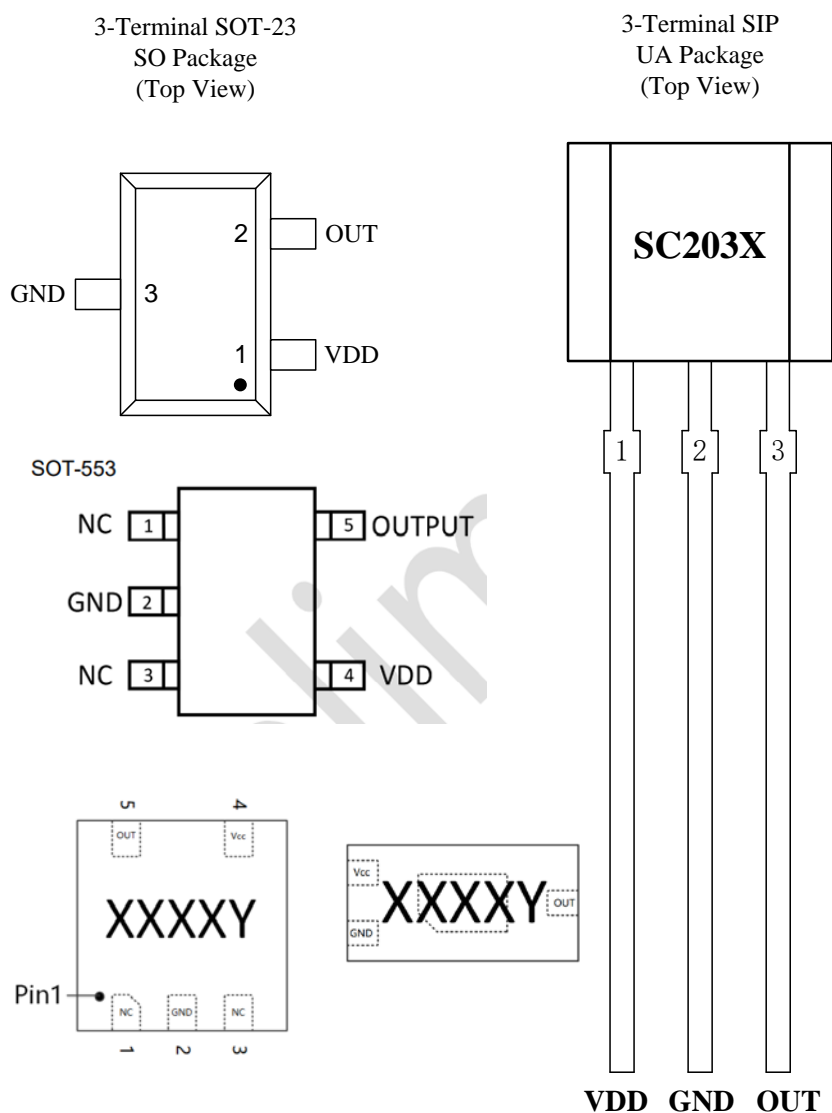 3-Terminal SOT-23
SO Package
(Top View)
3-Terminal SIP
UA Package
(Top View)
2 OUT
GND 3
1 VDD
SC203X
1 2 3
SOT-553
NC 1
5 OUTPUT
GND 2
NC 3
4 VDD
5 4
OUT Vcc
XXXXY
Pin1
NC GND NC
1 2 3
Vcc
XXXXY OUT
GND
VDD GND OUT